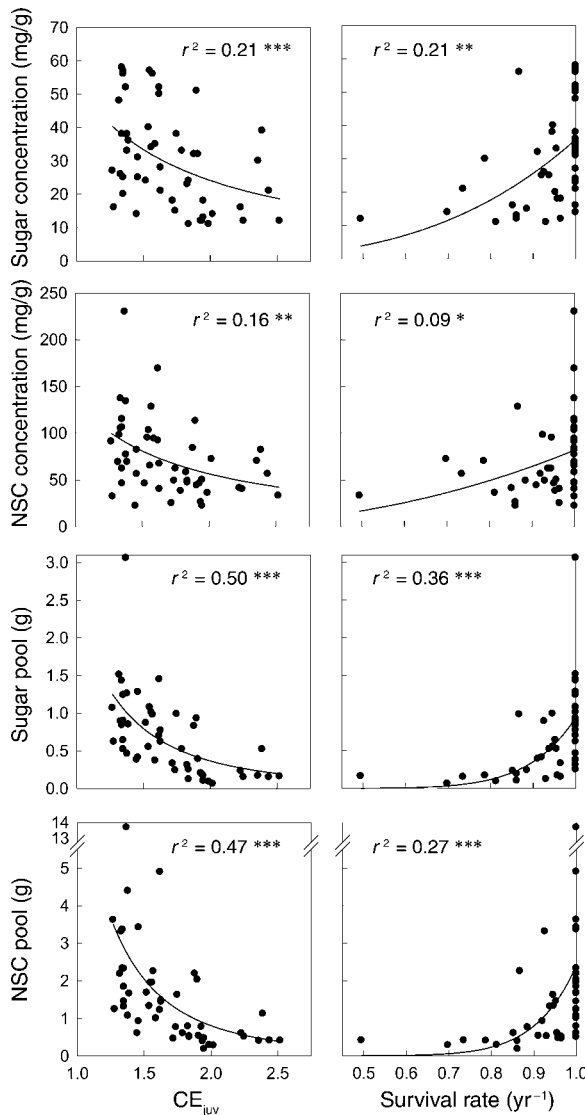 Sugar concentration (mg/g)
70
60
50
40
30
20
10
0
r² = 0.21 ***
r² = 0.21 **
NSC concentration (mg/g)
250
200
150
100
50
0
r² = 0.16 **
r² = 0.09 *
Sugar pool (g)
3.0
2.5
2.0
1.5
1.0
0.5
0.0
r² = 0.50 ***
r² = 0.36 ***
NSC pool (g)
14
13
5
4
3
2
1
0
r² = 0.47 ***
r² = 0.27 ***
1.0 1.5 2.0 2.5
0.5 0.6 0.7 0.8 0.9 1.0
CEjuv
Survival rate (yr⁻¹)